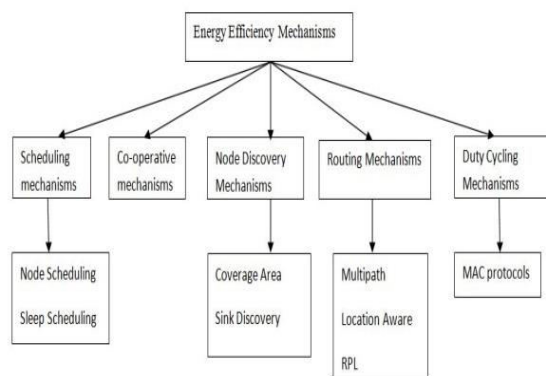 Energy Efficiency Mechanisms
Scheduling
mechanisms
Co-operative
mechanisms
Node Discovery
Mechanisms
Routing Mechanisms
Duty Cycling
Mechanisms
Node Scheduling
Sleep Scheduling
Coverage Area
Sink Discovery
Multipath
Location Aware
RPL
MAC protocols